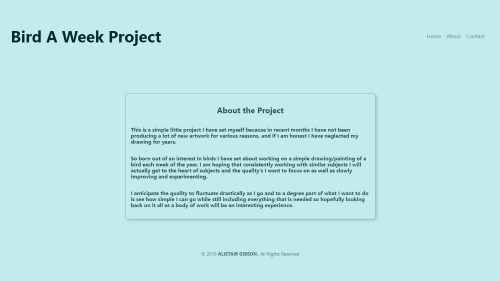 Bird A Week Project
Home About Contact
About the Project
This is a simple little project I have set myself because in recent months I have not been
producing a lot of new artwork for various reasons, and if I am honest I have neglected my
drawing for years.
So born out of an interest in birds I have set about working on a simple drawing/painting of a
bird each week of the year. I am hoping that consistently working with similar subjects I will
actually get to the heart of subjects and the quality's I want to focus on as well as slowly
improving and experimenting.
I anticipate the quality to fluctuate drastically as I go and to a degree part of what I want to do
is see how simple I can go while still including everything that is needed so hopefully looking
back on it all as a body of work will be an interesting experience.
© 2019 ALISTAIR GIBSON. All Rights Reserved